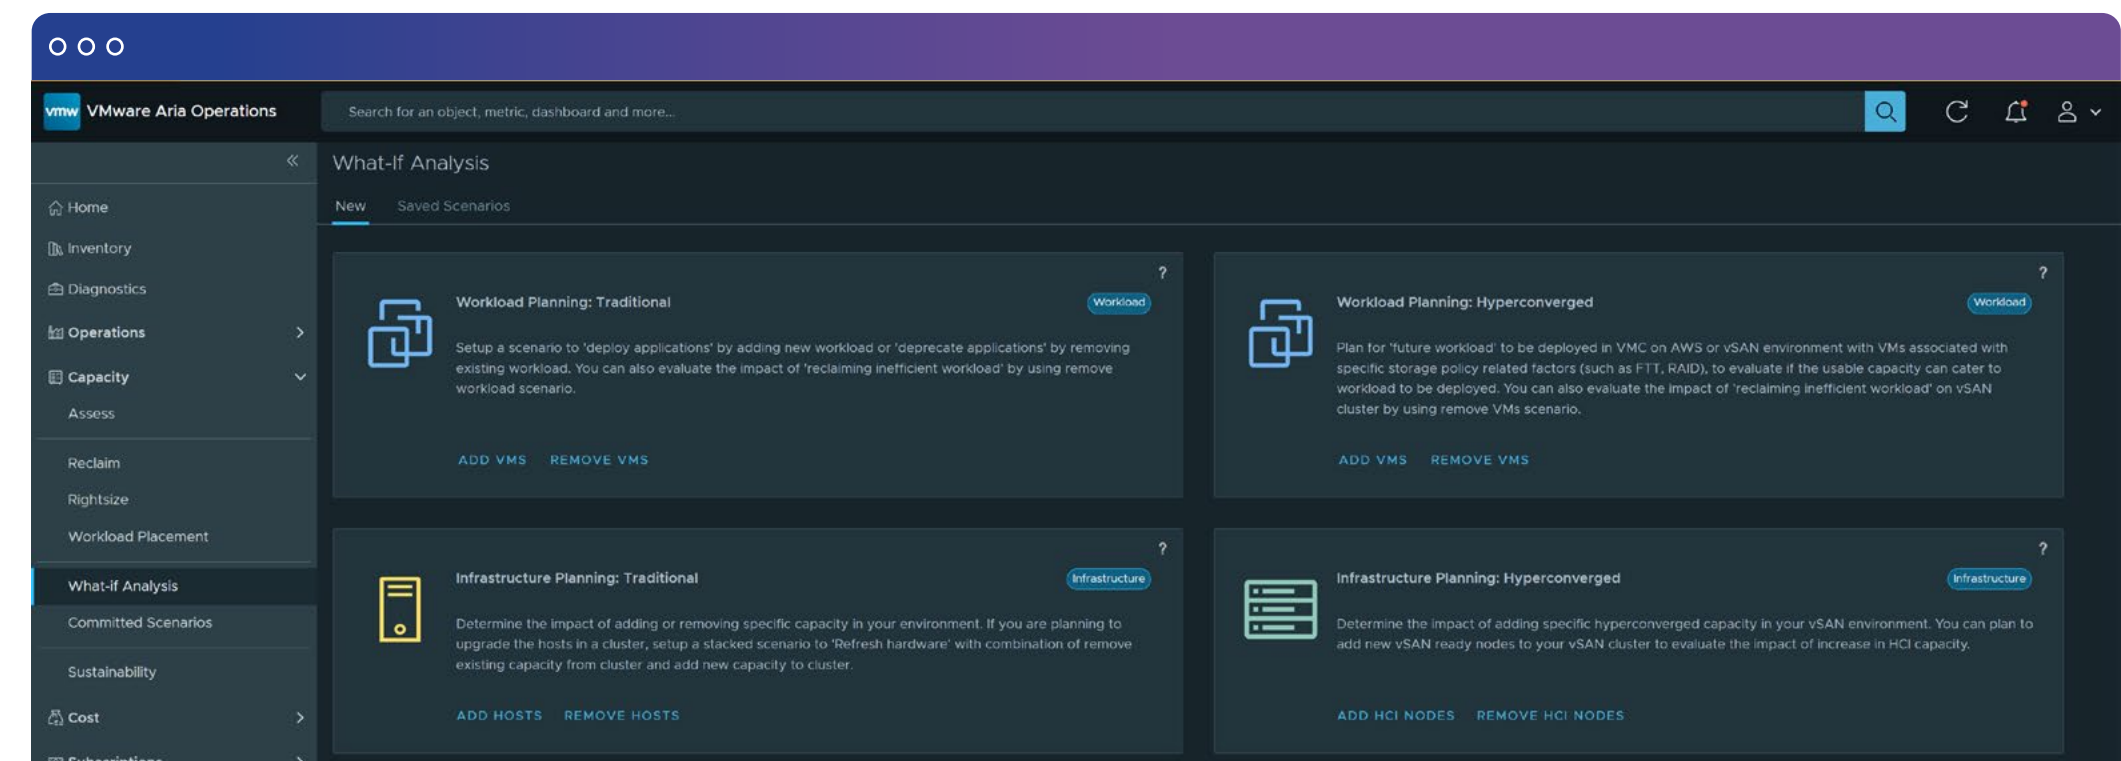 vmw VMware Aria Operations
Search for an object, metric, dashboard and more...
What-If Analysis
New Saved Scenarios
Home
Inventory
Diagnostics
Operations
Capacity
Assess
Reclaim
Rightsize
Workload Placement
What-if Analysis
Committed Scenarios
Sustainability
Cost
Subscriptions
?
Workload Planning: Traditional
Workload
Setup a scenario to 'deploy applications' by adding new workload or 'deprecate applications' by removing
existing workload. You can also evaluate the impact of 'reclaiming inefficient workload' by using remove
workload scenario.
ADD VMS REMOVE VMS
?
Workload Planning: Hyperconverged
Workload
Plan for 'future workload' to be deployed in VMC on AWS or vSAN environment with VMs associated with
specific storage policy related factors (such as FTT, RAID), to evaluate if the usable capacity can cater to
workload to be deployed. You can also evaluate the impact of 'reclaiming inefficient workload' on vSAN
cluster by using remove VMs scenario.
ADD VMS REMOVE VMS
?
Infrastructure Planning: Traditional
Infrastructure
Determine the impact of adding or removing specific capacity in your environment. If you are planning to
upgrade the hosts in a cluster, setup a stacked scenario to 'Refresh hardware' with combination of remove
existing capacity from cluster and add new capacity to cluster.
ADD HOSTS REMOVE HOSTS
?
Infrastructure Planning: Hyperconverged
Infrastructure
Determine the impact of adding specific hyperconverged capacity in your vSAN environment. You can plan to
add new vSAN ready nodes to your vSAN cluster to evaluate the impact of increase in HCI capacity.
ADD HCI NODES REMOVE HCI NODES